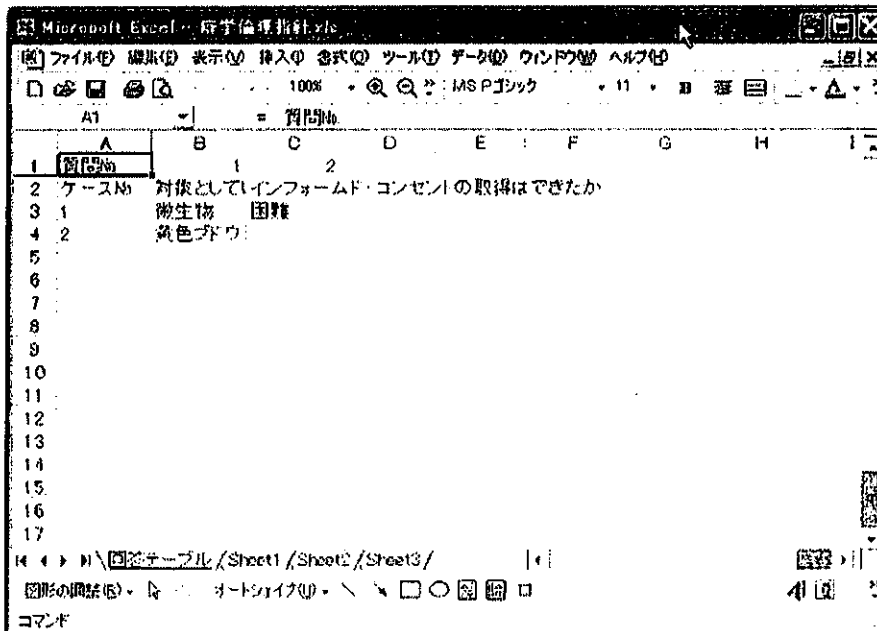 Microsoft Excel - 疫学倫理指針.xls
ファイル(F) 編集(E) 表示(V) 挿入(I) 書式(O) ツール(T) データ(D) ウィンドウ(W) ヘルプ(H)
100% MS Pゴシック 11 B
A1 = 質問No.
A B C D E F G H I
1 質問No 1 2
2 ケースNo 対象としてい インフォームド・コンセントの取得はできたか
3 1 微生物 困難
4 2 黄色ブドウ
5
6
7
8
9
10
11
12
13
14
15
16
17
回答テーブル / Sheet1 / Sheet2 / Sheet3 /
図形の調整(R) オートシェイプ(U)
コマンド